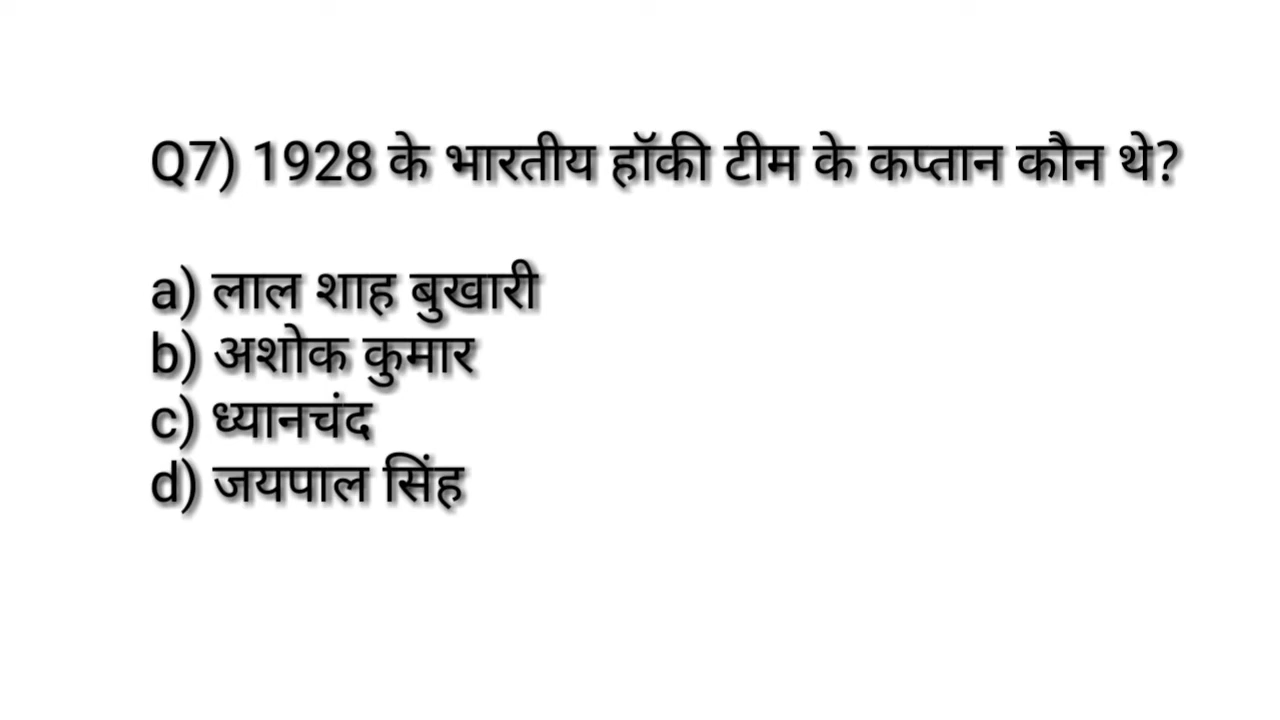 Q7) 1928 के भारतीय हॉकी टीम के कप्तान कौन थे?
a) लाल शाह बुखारी
b) अशोक कुमार
c) ध्यानचंद
d) जयपाल सिंह